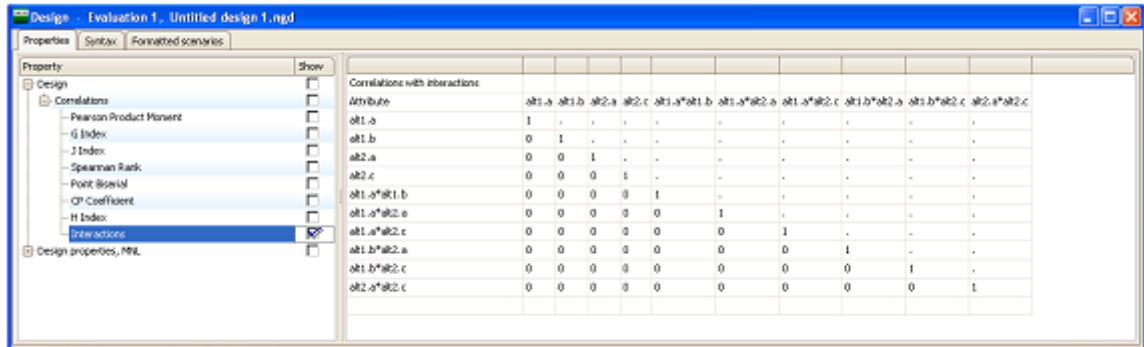 Design - Evaluation 1, Untitled design 1.ngd
Properties Syntax Formatted scenarios
Property Show
Design
Correlations
Pearson Product Moment
G Index
J Index
Spearman Rank
Point Biserial
CP Coefficient
H Index
Interactions
Design properties, MNL
Correlations with interactions
Attribute alt1.a alt1.b alt2.a alt2.c alt1.a*alt1.b alt1.a*alt2.a alt1.a*alt2.c alt1.b*alt2.a alt1.b*alt2.c alt2.a*alt2.c
alt1.a 1 . . . . . . . . .
alt1.b 0 1 . . . . . . . .
alt2.a 0 0 1 . . . . . . .
alt2.c 0 0 0 1 . . . . . .
alt1.a*alt1.b 0 0 0 0 1 . . . . .
alt1.a*alt2.a 0 0 0 0 0 1 . . . .
alt1.a*alt2.c 0 0 0 0 0 0 1 . . .
alt1.b*alt2.a 0 0 0 0 0 0 0 1 . .
alt1.b*alt2.c 0 0 0 0 0 0 0 0 1 .
alt2.a*alt2.c 0 0 0 0 0 0 0 0 0 1